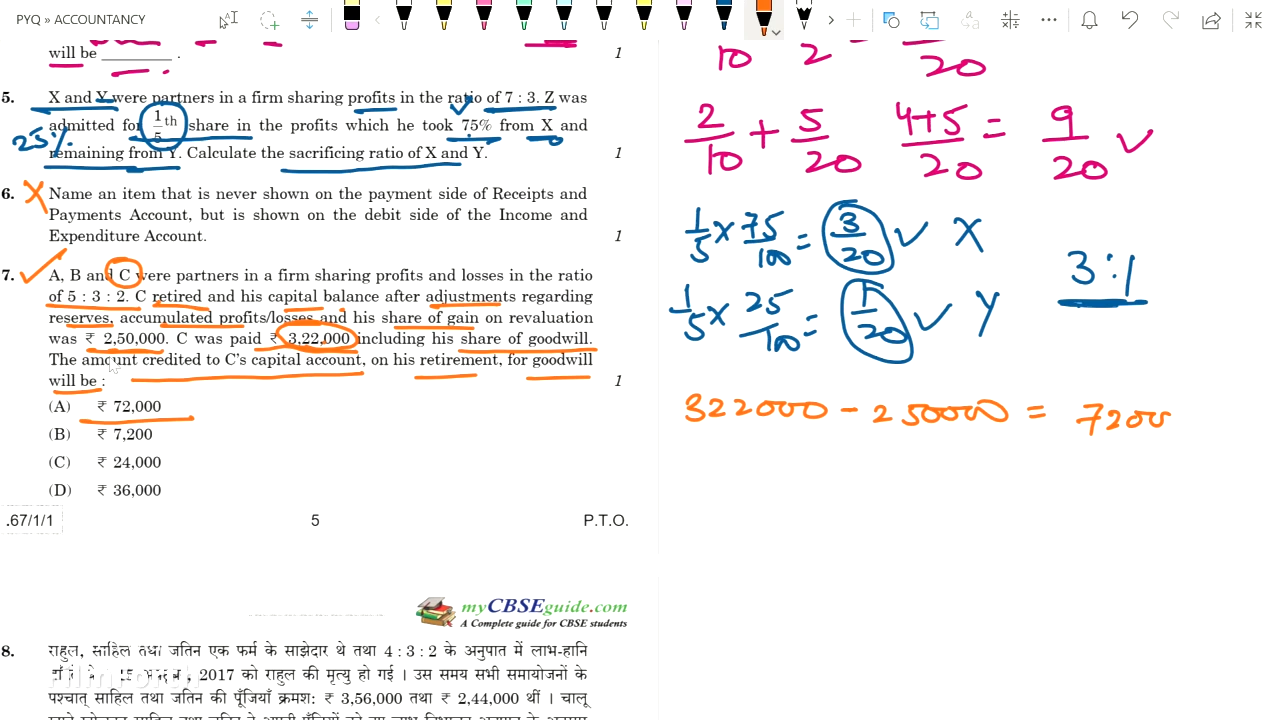 PYQ » ACCOUNTANCY
will be ________ .
1
5. X and Y were partners in a firm sharing profits in the ratio of 7 : 3. Z was
admitted for 1/5 th share in the profits which he took 75% from X and
25%
remaining from Y. Calculate the sacrificing ratio of X and Y.
1
6. Name an item that is never shown on the payment side of Receipts and
Payments Account, but is shown on the debit side of the Income and
Expenditure Account.
1
7. A, B and C were partners in a firm sharing profits and losses in the ratio
of 5 : 3 : 2. C retired and his capital balance after adjustments regarding
reserves, accumulated profits/losses and his share of gain on revaluation
was ₹ 2,50,000. C was paid ₹ 3,22,000 including his share of goodwill.
The amount credited to C's capital account, on his retirement, for goodwill
will be :
1
(A) ₹ 72,000
(B) ₹ 7,200
(C) ₹ 24,000
(D) ₹ 36,000
.67/1/1 5 P.T.O.
myCBSEguide.com
A Complete guide for CBSE students
8. राहुल, साहिल तथा जतिन एक फर्म के साझेदार थे तथा 4 : 3 : 2 के अनुपात में लाभ-हानि
2017 को राहुल की मृत्यु हो गई । उस समय सभी समायोजनों के
पश्चात् साहिल तथा जतिन की पूँजियाँ क्रमश: ₹ 3,56,000 तथा ₹ 2,44,000 थीं । चालू
10 2 20
2/10 + 5/20 4+5/20 = 9/20
1/5 × 75/100 = 3/20 X
1/5 × 25/100 = 1/20 Y
3:1
322000 - 250000 = 72000